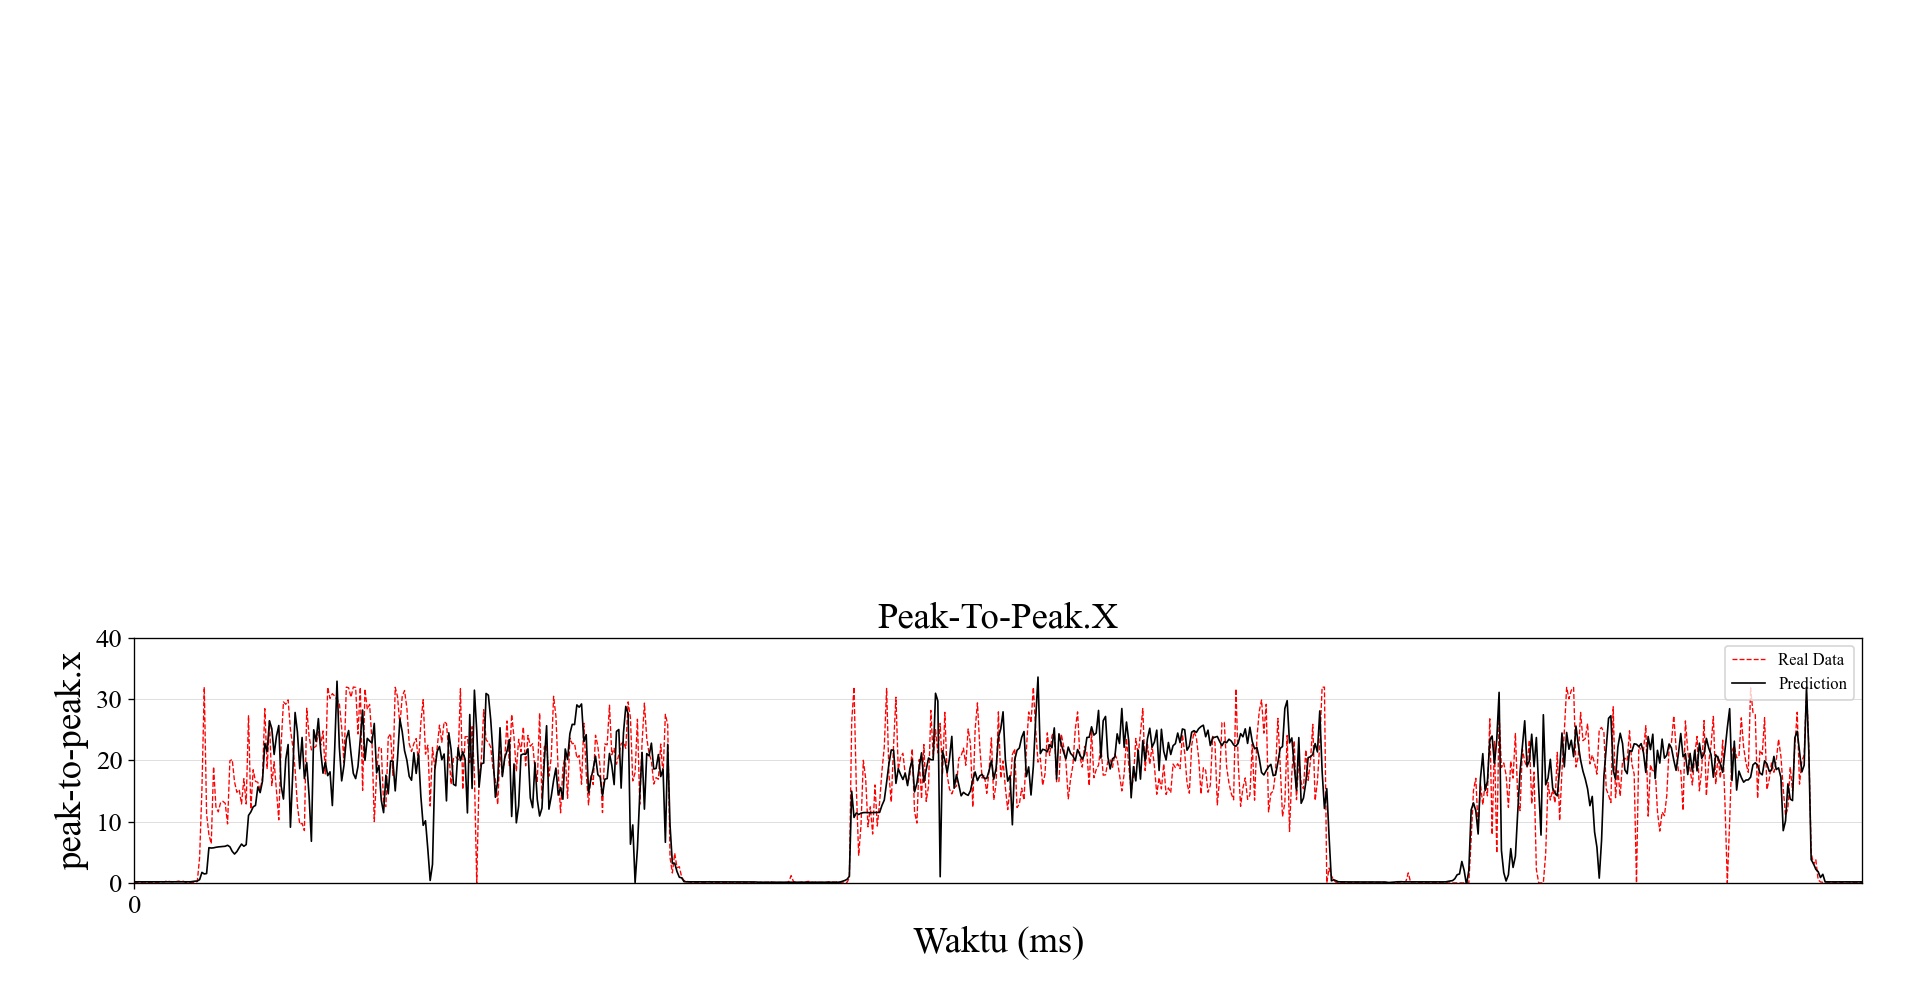 Peak-To-Peak.X
peak-to-peak.x
40
30
20
10
0
0
Waktu (ms)
Real Data
Prediction